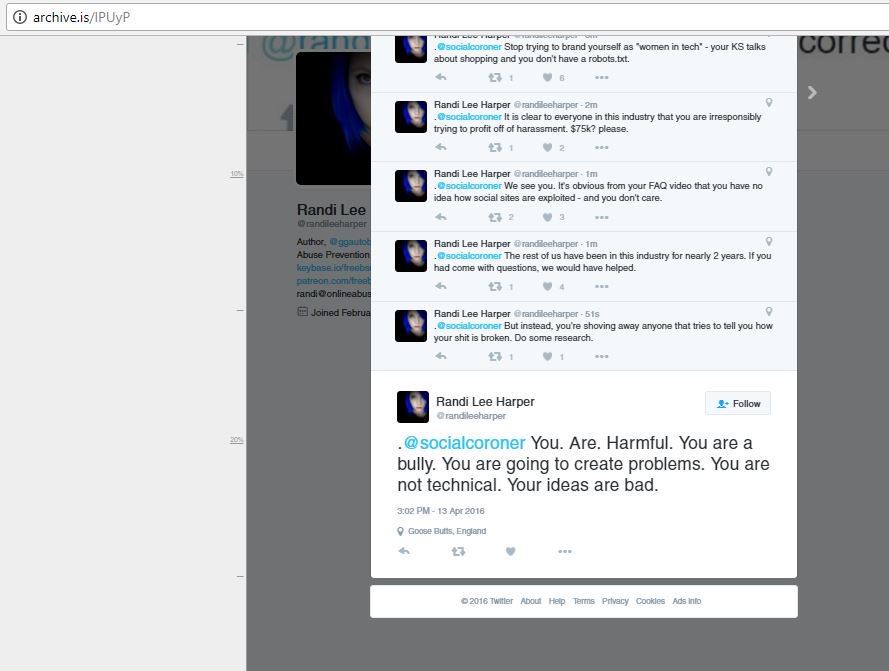 archive.is/IPUyP
@rand
correc
Randi Lee Harper @randileeharper
.@socialcoroner Stop trying to brand yourself as "women in tech" - your KS talks
about shopping and you don't have a robots.txt.
1 6
Randi Lee Harper @randileeharper · 2m
.@socialcoroner It is clear to everyone in this industry that you are irresponsibly
trying to profit off of harassment. $75k? please.
1 2
10%
Randi Lee Harper @randileeharper · 1m
.@socialcoroner We see you. It's obvious from your FAQ video that you have no
idea how social sites are exploited - and you don't care.
2 3
Randi Lee
@randileeharper
Author, @ggautob
Abuse Prevention
keybase.io/freebs
patreon.com/freeb
randi@onlineabus
Joined Februa
Randi Lee Harper @randileeharper · 1m
.@socialcoroner The rest of us have been in this industry for nearly 2 years. If you
had come with questions, we would have helped.
1 4
Randi Lee Harper @randileeharper · 51s
.@socialcoroner But instead, you're shoving away anyone that tries to tell you how
your shit is broken. Do some research.
1 1
Randi Lee Harper
@randileeharper
Follow
20%
.@socialcoroner You. Are. Harmful. You are a
bully. You are going to create problems. You are
not technical. Your ideas are bad.
3:02 PM - 13 Apr 2016
Goose Butts, England
© 2016 Twitter About Help Terms Privacy Cookies Ads info